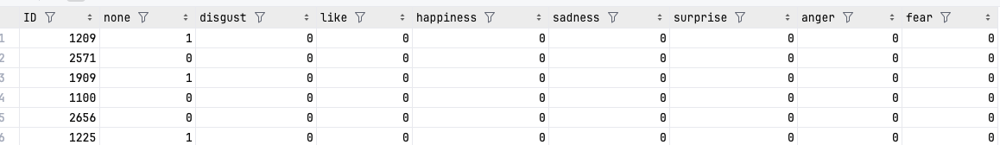 ID none disgust like happiness sadness surprise anger fear
1 1209 1 0 0 0 0 0 0 0
2 2571 0 0 0 0 0 0 0 0
3 1909 1 0 0 0 0 0 0 0
4 1100 0 0 0 0 0 0 0 0
5 2656 0 0 0 0 0 0 0 0
6 1225 1 0 0 0 0 0 0 0